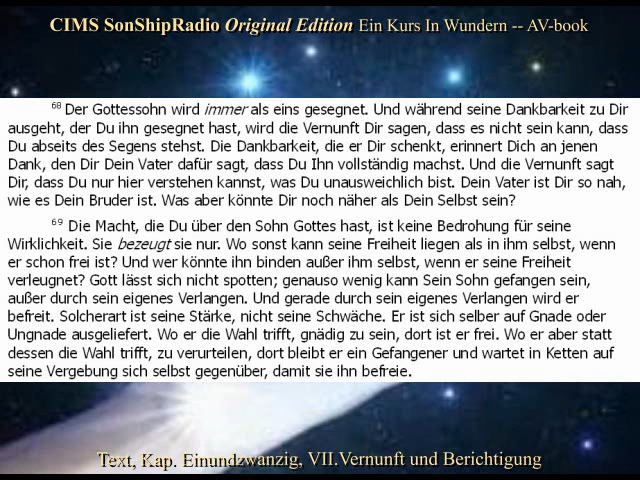 CIMS SonShipRadio Original Edition Ein Kurs In Wundern -- AV-book
68 Der Gottessohn wird immer als eins gesegnet. Und während seine Dankbarkeit zu Dir
ausgeht, der Du ihn gesegnet hast, wird die Vernunft Dir sagen, dass es nicht sein kann, dass
Du abseits des Segens stehst. Die Dankbarkeit, die er Dir schenkt, erinnert Dich an jenen
Dank, den Dir Dein Vater dafür sagt, dass Du Ihn vollständig machst. Und die Vernunft sagt
Dir, dass Du nur hier verstehen kannst, was Du unausweichlich bist. Dein Vater ist Dir so nah,
wie es Dein Bruder ist. Was aber könnte Dir noch näher als Dein Selbst sein?
69 Die Macht, die Du über den Sohn Gottes hast, ist keine Bedrohung für seine
Wirklichkeit. Sie bezeugt sie nur. Wo sonst kann seine Freiheit liegen als in ihm selbst, wenn
er schon frei ist? Und wer könnte ihn binden außer ihm selbst, wenn er seine Freiheit
verleugnet? Gott lässt sich nicht spotten; genauso wenig kann Sein Sohn gefangen sein,
außer durch sein eigenes Verlangen. Und gerade durch sein eigenes Verlangen wird er
befreit. Solcherart ist seine Stärke, nicht seine Schwäche. Er ist sich selber auf Gnade oder
Ungnade ausgeliefert. Wo er die Wahl trifft, gnädig zu sein, dort ist er frei. Wo er aber statt
dessen die Wahl trifft, zu verurteilen, dort bleibt er ein Gefangener und wartet in Ketten auf
seine Vergebung sich selbst gegenüber, damit sie ihn befreie.
Text, Kap. Einundzwanzig, VII.Vernunft und Berichtigung